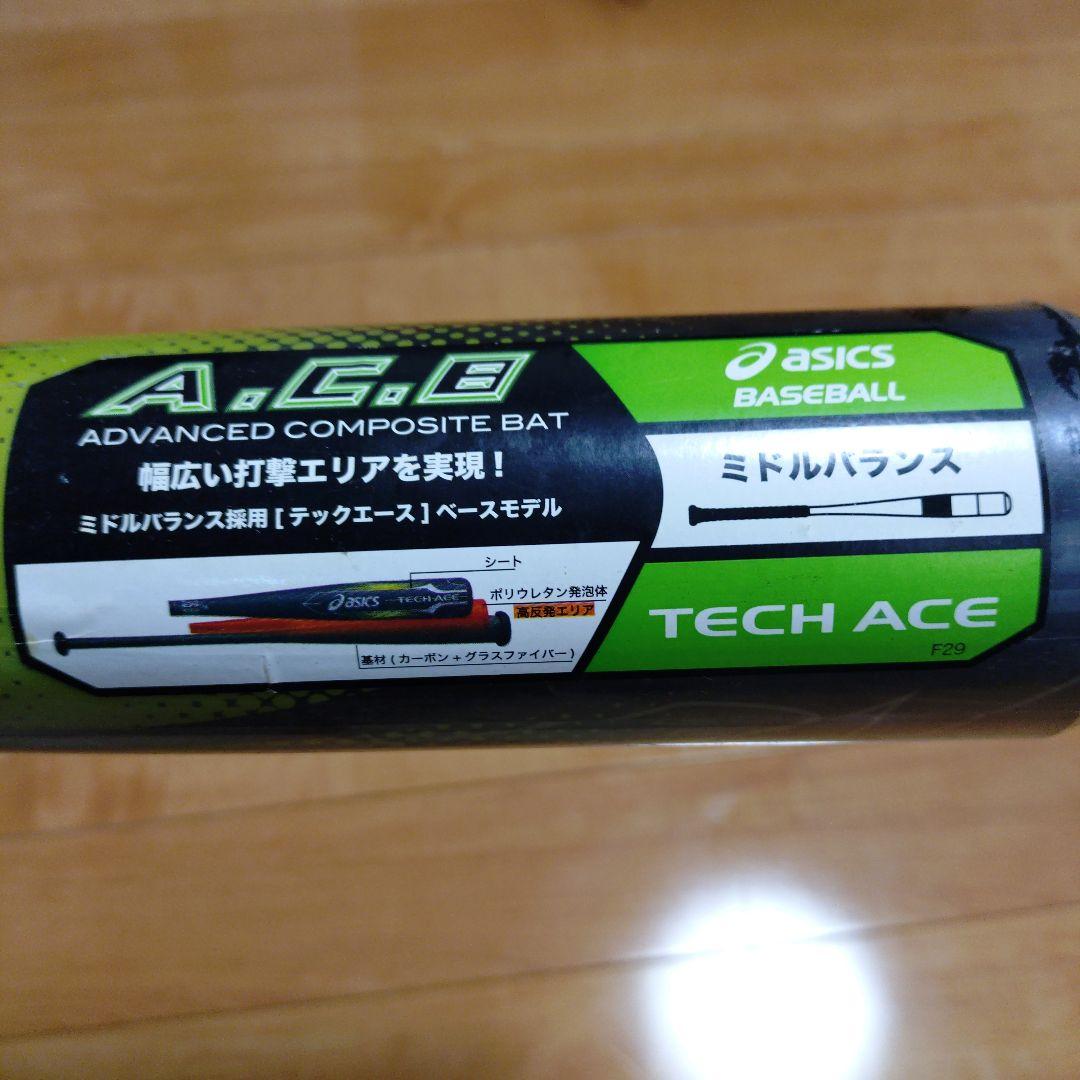 A.C.B
ADVANCED COMPOSITE BAT
幅広い打撃エリアを実現!
ミドルバランス採用[テックエース]ベースモデル
シート
ポリウレタン発泡体
高反発エリア
asics
TECH ACE
基材(カーボン+グラスファイバー)
asics
BASEBALL
ミドルバランス
TECH ACE
F29